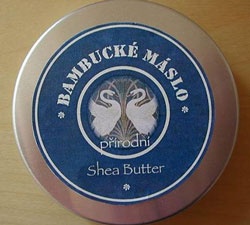 BAMBUCKÉ MÁSLO
přírodní
Shea Butter